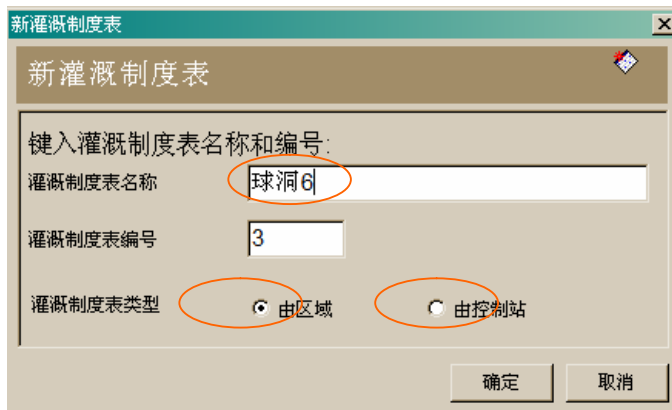 新灌溉制度表
新灌溉制度表
键入灌溉制度表名称和编号:
灌溉制度表名称 球洞6
灌溉制度表编号 3
灌溉制度表类型 由区域 由控制站
确定 取消